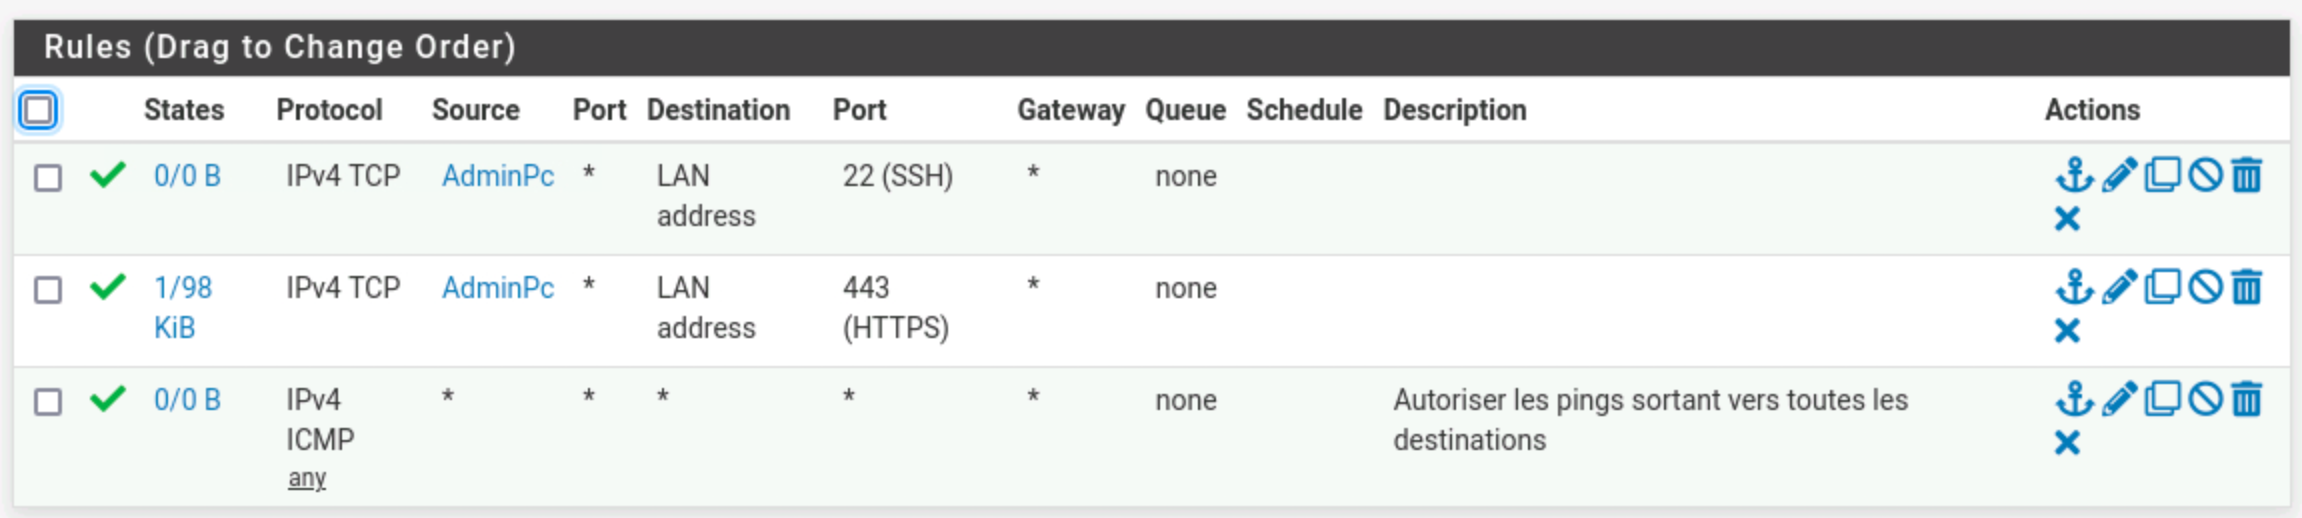 Rules (Drag to Change Order)
States Protocol Source Port Destination Port Gateway Queue Schedule Description Actions
0/0 B IPv4 TCP AdminPc * LAN 22 (SSH) * none
address
1/98 IPv4 TCP AdminPc * LAN 443 * none
KiB address (HTTPS)
0/0 B IPv4 * * * * * none Autoriser les pings sortant vers toutes les
ICMP destinations
any